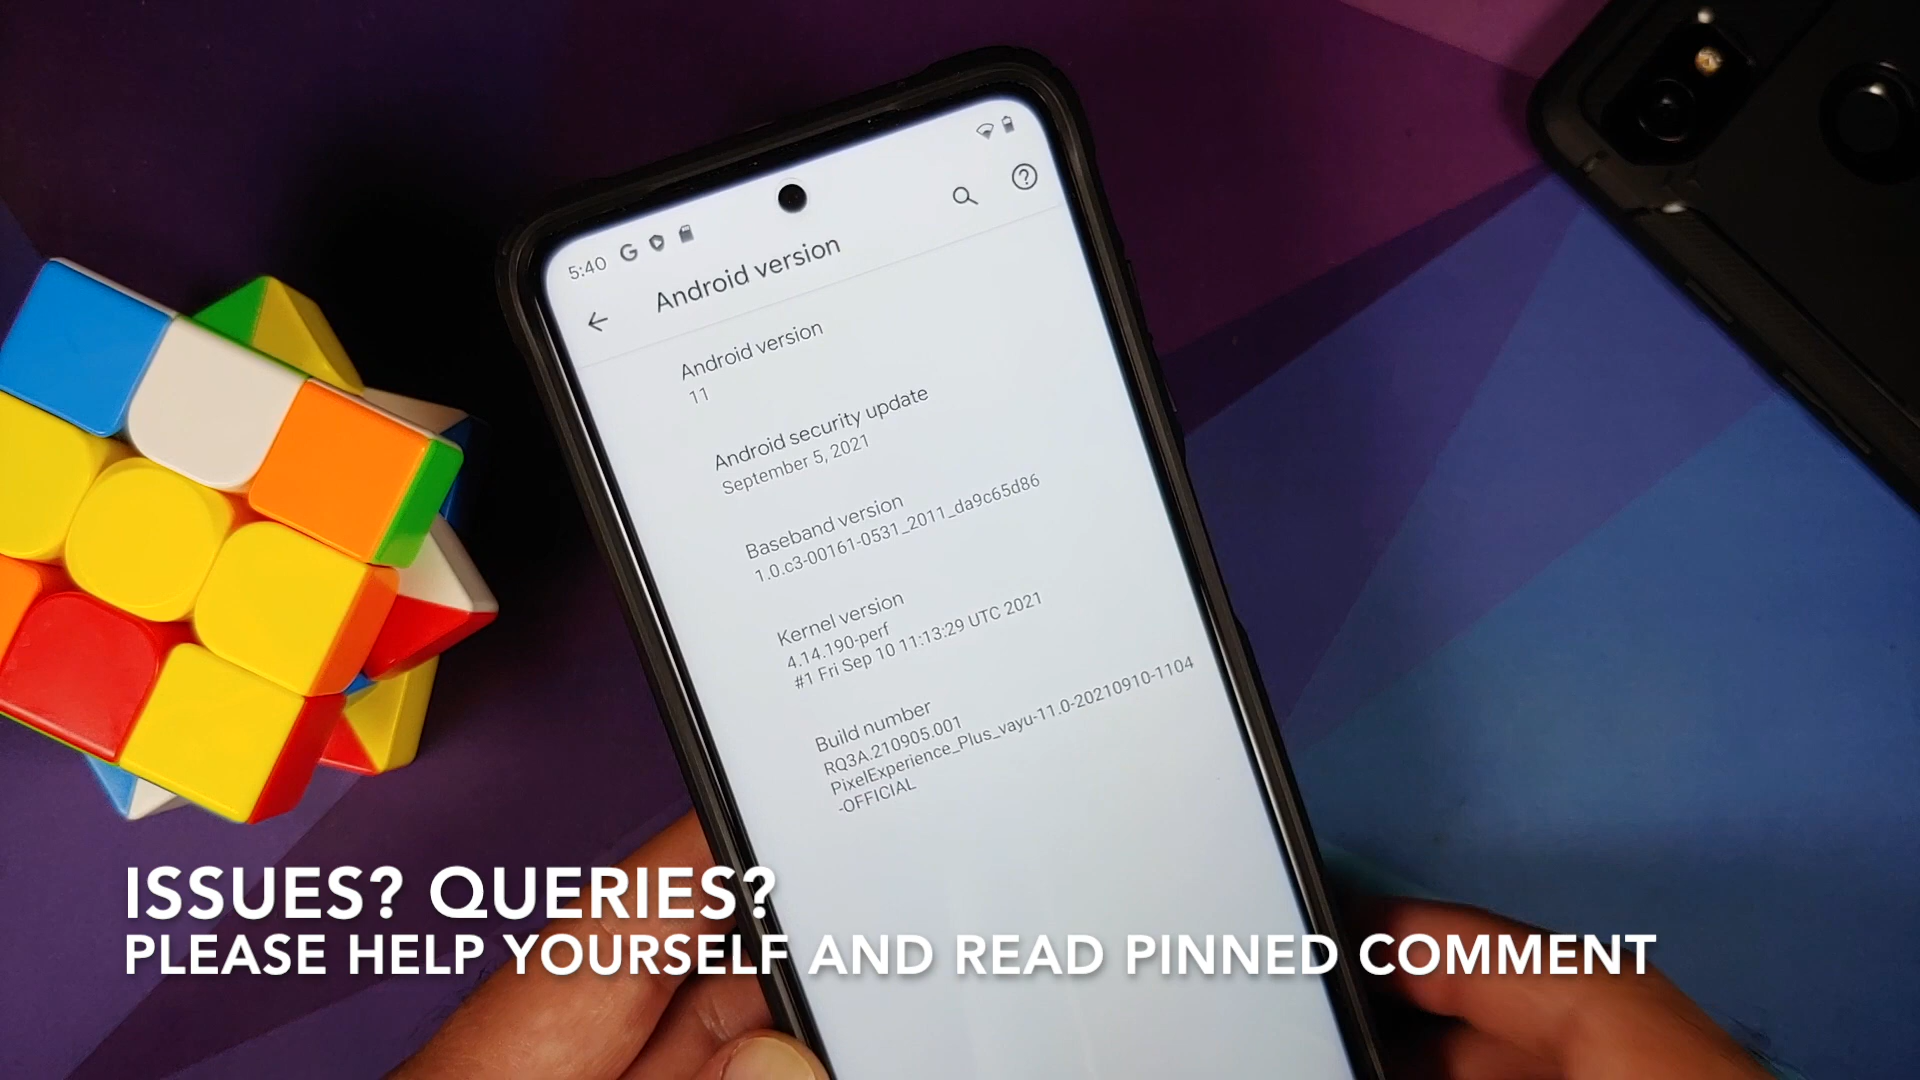 5:40
Android version
Android version
11
Android security update
September 5, 2021
Baseband version
1.0.c3-00161-0531_2011_da9c65d86
Kernel version
4.14.190-perf
#1 Fri Sep 10 11:13:29 UTC 2021
Build number
RQ3A.210905.001
PixelExperience_Plus_vayu-11.0-20210910-1104
-OFFICIAL
ISSUES? QUERIES?
PLEASE HELP YOURSELF AND READ PINNED COMMENT